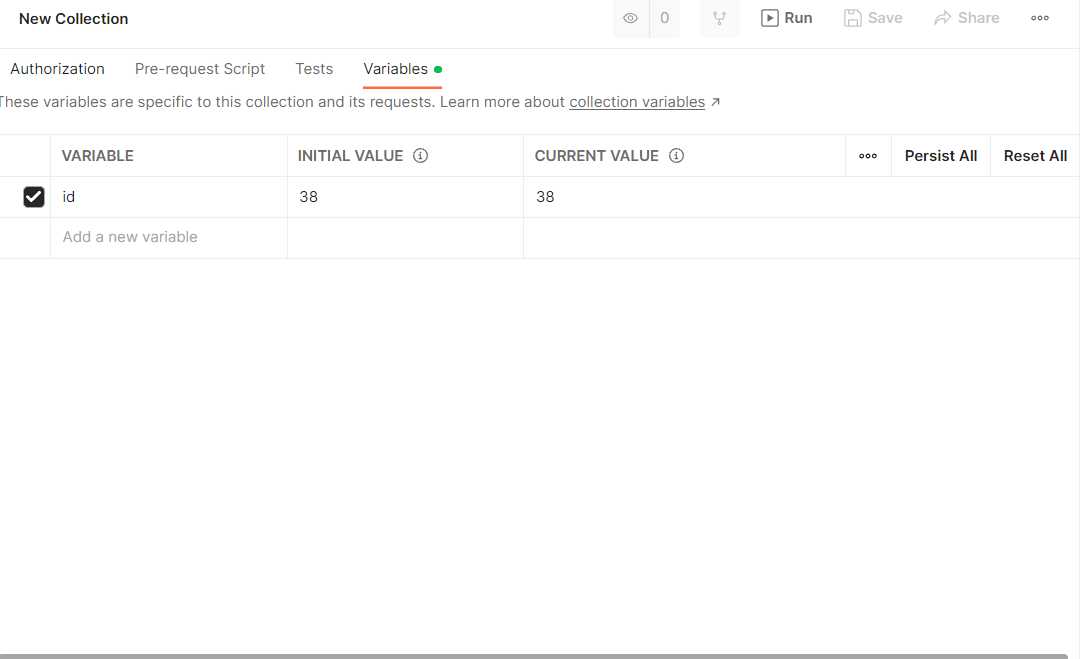 New Collection 0 Run Save Share
Authorization Pre-request Script Tests Variables
These variables are specific to this collection and its requests. Learn more about collection variables ↗
VARIABLE INITIAL VALUE CURRENT VALUE Persist All Reset All
id 38 38
Add a new variable